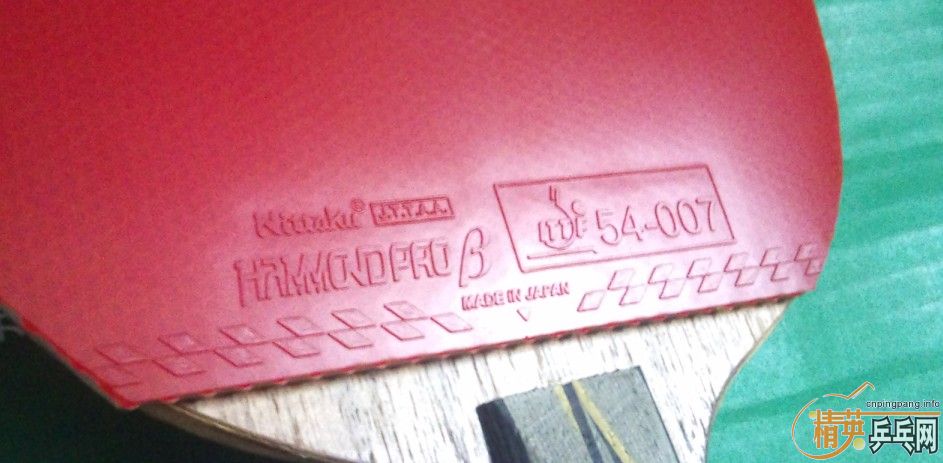 Nittaku® J.T.T.A.A.
HAMMOND PRO β
ITTF 54-007
MADE IN JAPAN
cnpingpang.info
精英乒乓网